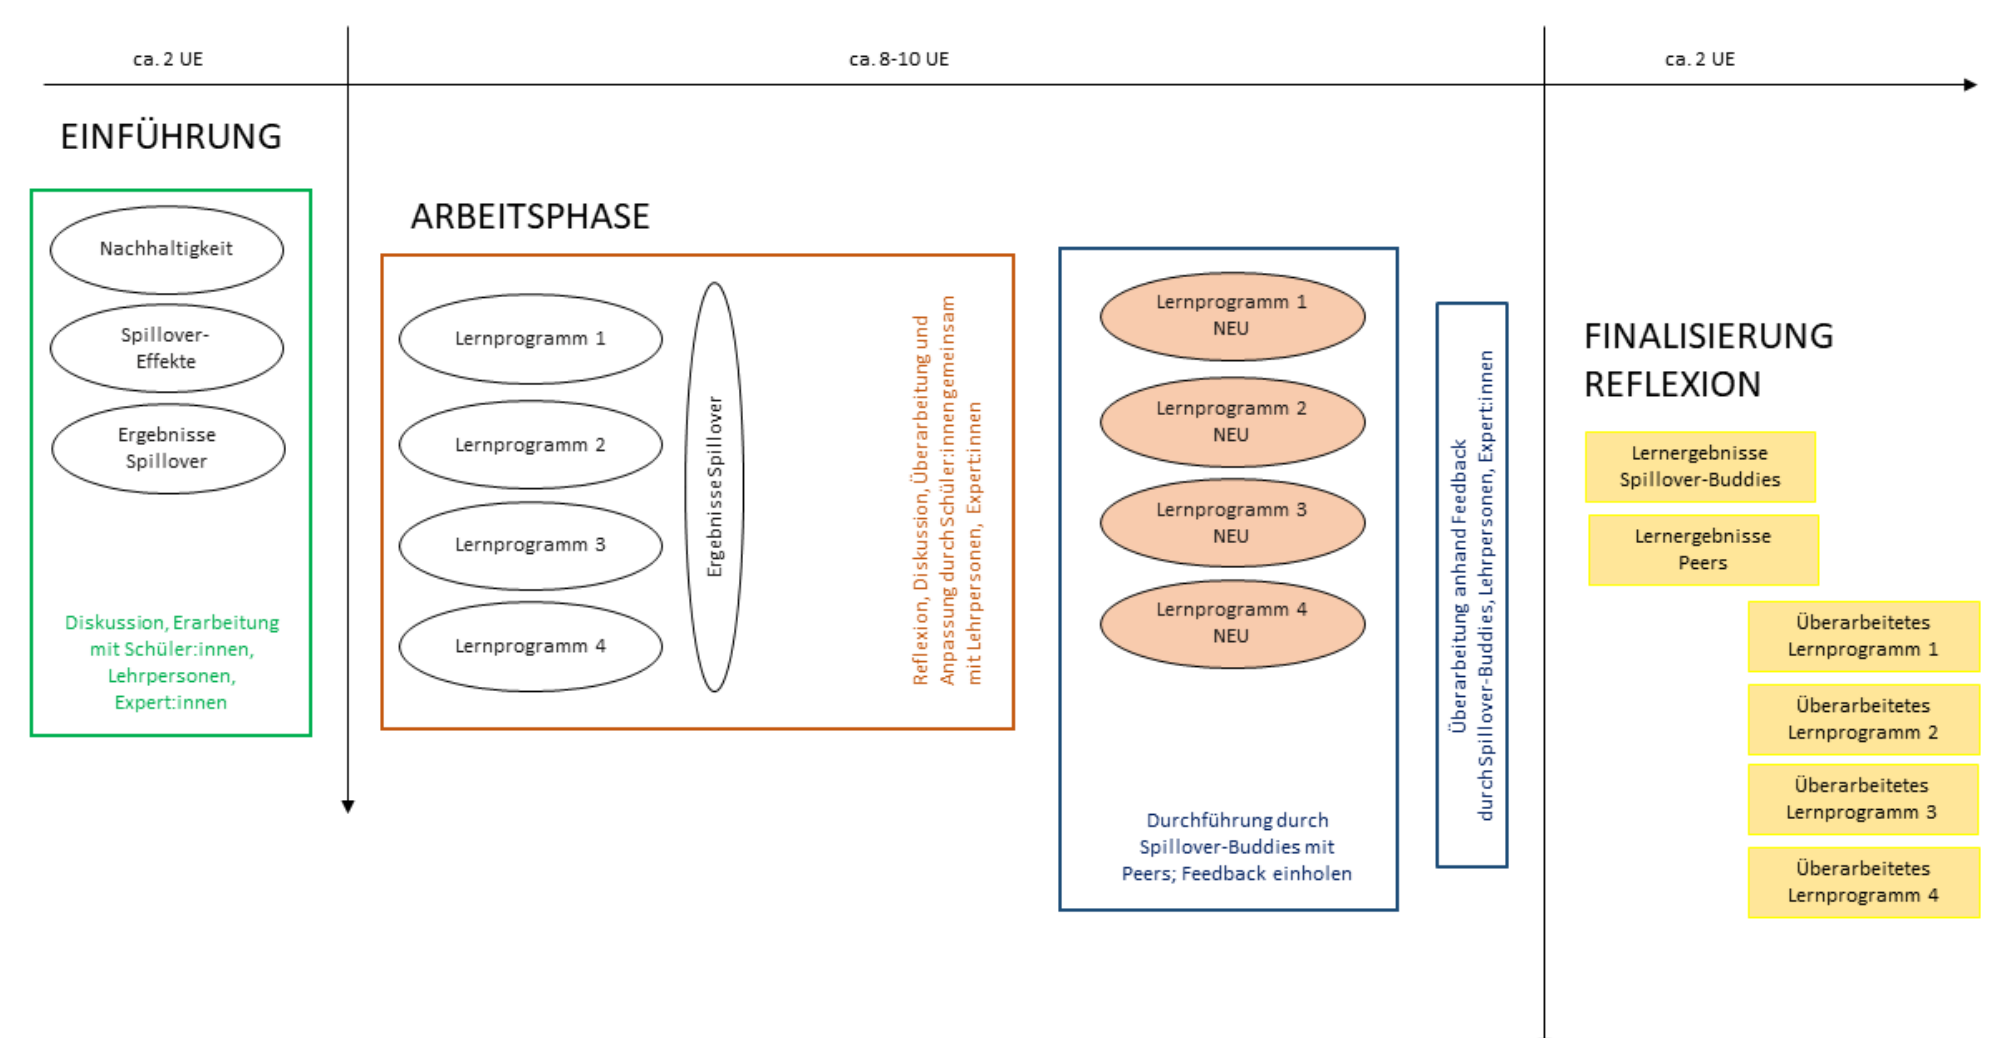 ca. 2 UE
ca. 8-10 UE
ca. 2 UE
EINFÜHRUNG
Nachhaltigkeit
Spillover-
Effekte
Ergebnisse
Spillover
Diskussion, Erarbeitung
mit Schüler:innen,
Lehrpersonen,
Expert:innen
ARBEITSPHASE
Lernprogramm 1
Lernprogramm 2
Lernprogramm 3
Lernprogramm 4
Ergebnisse Spillover
Reflexion, Diskussion, Überarbeitung und
Anpassung durch Schüler:innen gemeinsam
mit Lehrpersonen, Expert:innen
Lernprogramm 1
NEU
Lernprogramm 2
NEU
Lernprogramm 3
NEU
Lernprogramm 4
NEU
Durchführung durch
Spillover-Buddies mit
Peers; Feedback einholen
Überarbeitung anhand Feedback
durch Spillover-Buddies, Lehrpersonen, Expert:innen
FINALISIERUNG
REFLEXION
Lernergebnisse
Spillover-Buddies
Lernergebnisse
Peers
Überarbeitetes
Lernprogramm 1
Überarbeitetes
Lernprogramm 2
Überarbeitetes
Lernprogramm 3
Überarbeitetes
Lernprogramm 4